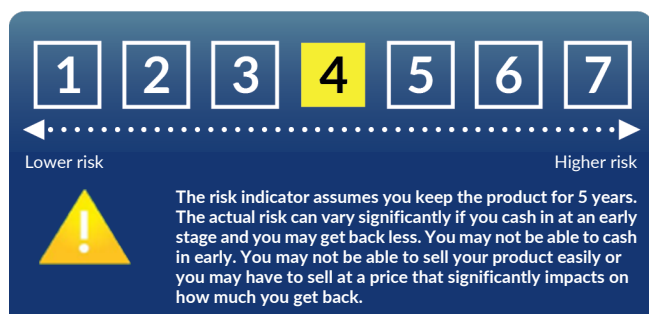 1 2 3 4 5 6 7
Lower risk Higher risk
The risk indicator assumes you keep the product for 5 years.
The actual risk can vary significantly if you cash in at an early
stage and you may get back less. You may not be able to cash
in early. You may not be able to sell your product easily or
you may have to sell at a price that significantly impacts on
how much you get back.